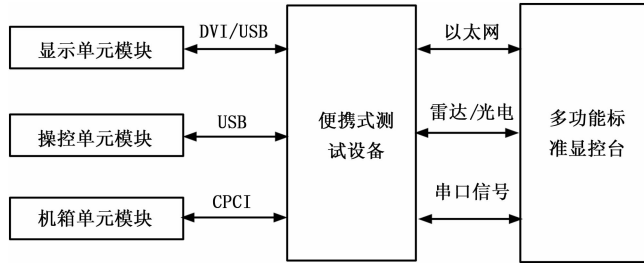 显示单元模块
DVI/USB
以太网
操控单元模块
USB
便携式测
试设备
雷达/光电
多功能标
准显控台
机箱单元模块
CPCI
串口信号